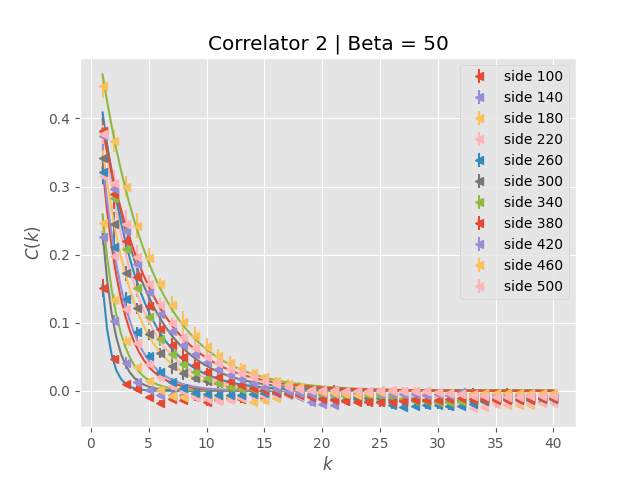 Correlator 2 | Beta = 50
C(k)
0.4
0.3
0.2
0.1
0.0
0 5 10 15 20 25 30 35 40
k
side 100
side 140
side 180
side 220
side 260
side 300
side 340
side 380
side 420
side 460
side 500